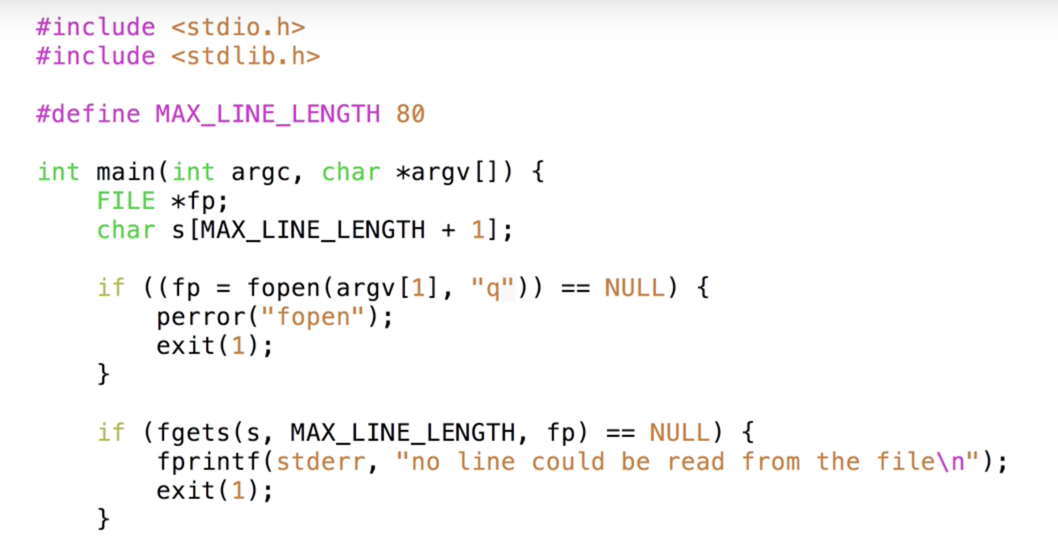 #include <stdio.h>
#include <stdlib.h>
#define MAX_LINE_LENGTH 80
int main(int argc, char *argv[]) {
FILE *fp;
char s[MAX_LINE_LENGTH + 1];
if ((fp = fopen(argv[1], "q")) == NULL) {
perror("fopen");
exit(1);
}
if (fgets(s, MAX_LINE_LENGTH, fp) == NULL) {
fprintf(stderr, "no line could be read from the file\n");
exit(1);
}